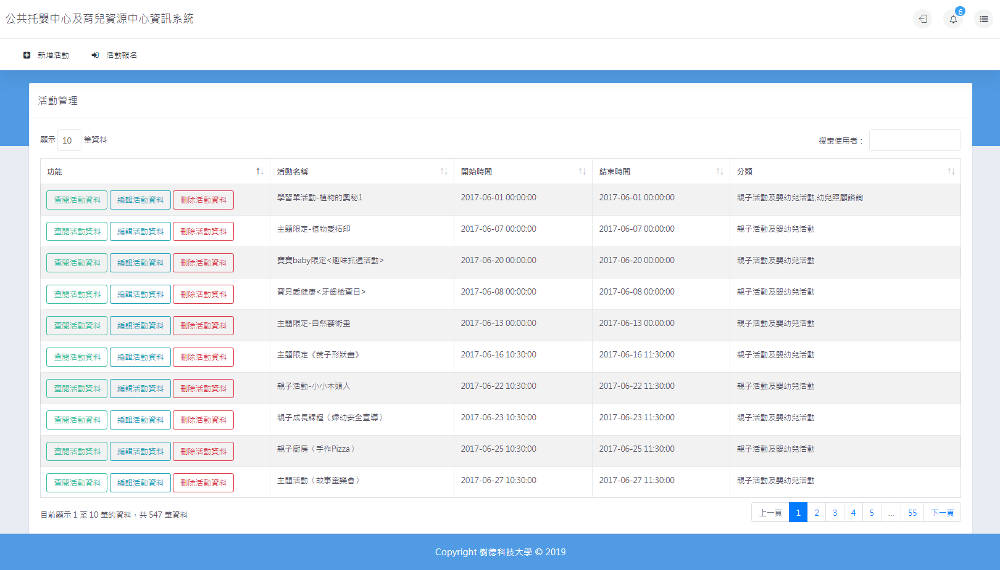 公共托嬰中心及育兒資源中心資訊系統
6
新增活動 活動報名
活動管理
顯示 10 筆資料 搜索使用者：
功能 活動名稱 開始時間 結束時間 分類
查閱活動資料 編輯活動資料 刪除活動資料 學習單活動-植物的奧秘1 2017-06-01 00:00:00 2017-06-01 00:00:00 親子活動及嬰幼兒活動,幼兒照顧諮詢
查閱活動資料 編輯活動資料 刪除活動資料 主題限定-植物愛拓印 2017-06-07 00:00:00 2017-06-07 00:00:00 親子活動及嬰幼兒活動
查閱活動資料 編輯活動資料 刪除活動資料 寶寶baby限定<趣味抓週活動> 2017-06-20 00:00:00 2017-06-20 00:00:00 親子活動及嬰幼兒活動
查閱活動資料 編輯活動資料 刪除活動資料 寶貝愛健康<牙齒檢查日> 2017-06-08 00:00:00 2017-06-08 00:00:00 親子活動及嬰幼兒活動
查閱活動資料 編輯活動資料 刪除活動資料 主題限定-自然藝術畫 2017-06-13 00:00:00 2017-06-13 00:00:00 親子活動及嬰幼兒活動
查閱活動資料 編輯活動資料 刪除活動資料 主題限定《葉子形狀畫》 2017-06-16 10:30:00 2017-06-16 11:30:00 親子活動及嬰幼兒活動
查閱活動資料 編輯活動資料 刪除活動資料 親子活動-小小木頭人 2017-06-22 10:30:00 2017-06-22 11:30:00 親子活動及嬰幼兒活動
查閱活動資料 編輯活動資料 刪除活動資料 親子成長課程〈婦幼安全宣導〉 2017-06-23 10:30:00 2017-06-23 11:30:00 親子活動及嬰幼兒活動
查閱活動資料 編輯活動資料 刪除活動資料 親子廚房〈手作Pizza〉 2017-06-25 10:30:00 2017-06-25 11:30:00 親子活動及嬰幼兒活動
查閱活動資料 編輯活動資料 刪除活動資料 主題活動〈故事童樂會〉 2017-06-27 10:30:00 2017-06-27 11:30:00 親子活動及嬰幼兒活動
目前顯示 1 至 10 筆的資料，共 547 筆資料 上一頁 1 2 3 4 5 ... 55 下一頁
Copyright 樹德科技大學 © 2019